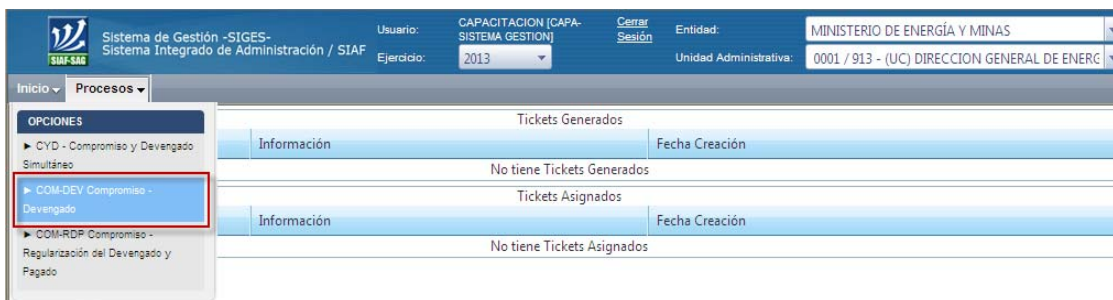 SIAF-SAG
Sistema de Gestión -SIGES-
Sistema Integrado de Administración / SIAF
Usuario:
CAPACITACION [CAPA-
SISTEMA GESTION]
Cerrar
Sesión
Entidad:
MINISTERIO DE ENERGÍA Y MINAS
Ejercicio:
2013
Unidad Administrativa:
0001 / 913 - (UC) DIRECCION GENERAL DE ENERG
Inicio
Procesos
OPCIONES
CYD - Compromiso y Devengado
Simultáneo
COM-DEV Compromiso -
Devengado
COM-RDP Compromiso -
Regularización del Devengado y
Pagado
Tickets Generados
Información
Fecha Creación
No tiene Tickets Generados
Tickets Asignados
Información
Fecha Creación
No tiene Tickets Asignados